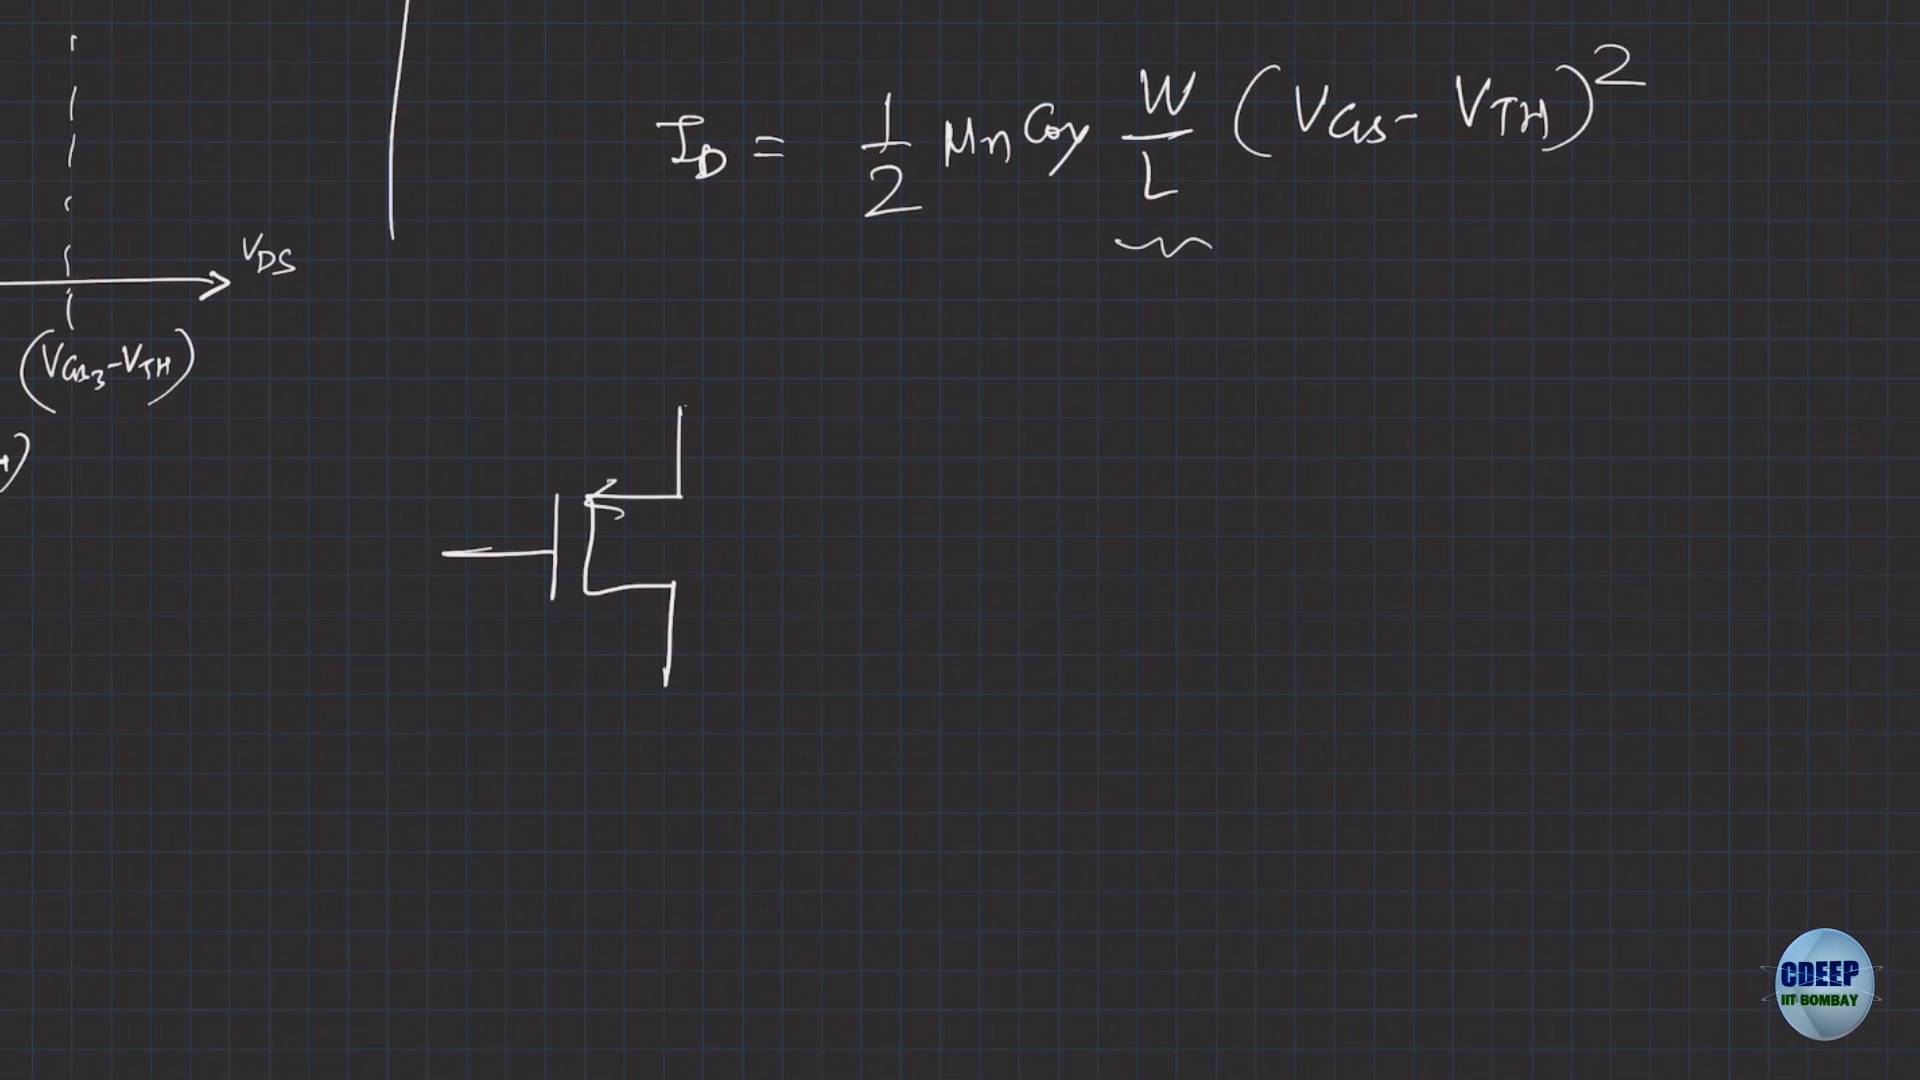 I_D = 1/2 μn Cox W/L (VGS - VTH)^2
VDS
(VGS3 - VTH)
CDEEP
IIT BOMBAY